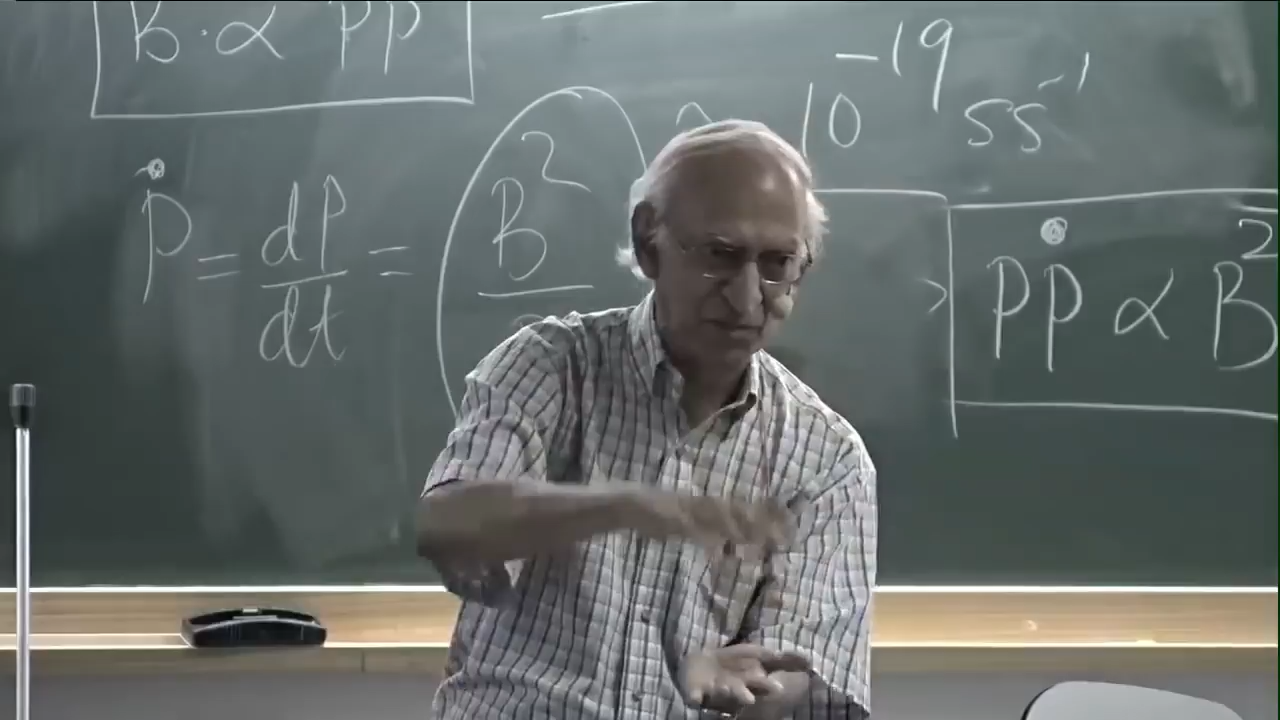 B · α PṖ
10⁻¹⁹ ss⁻¹
Ṗ = dP/dt = B²
PṖ α B²